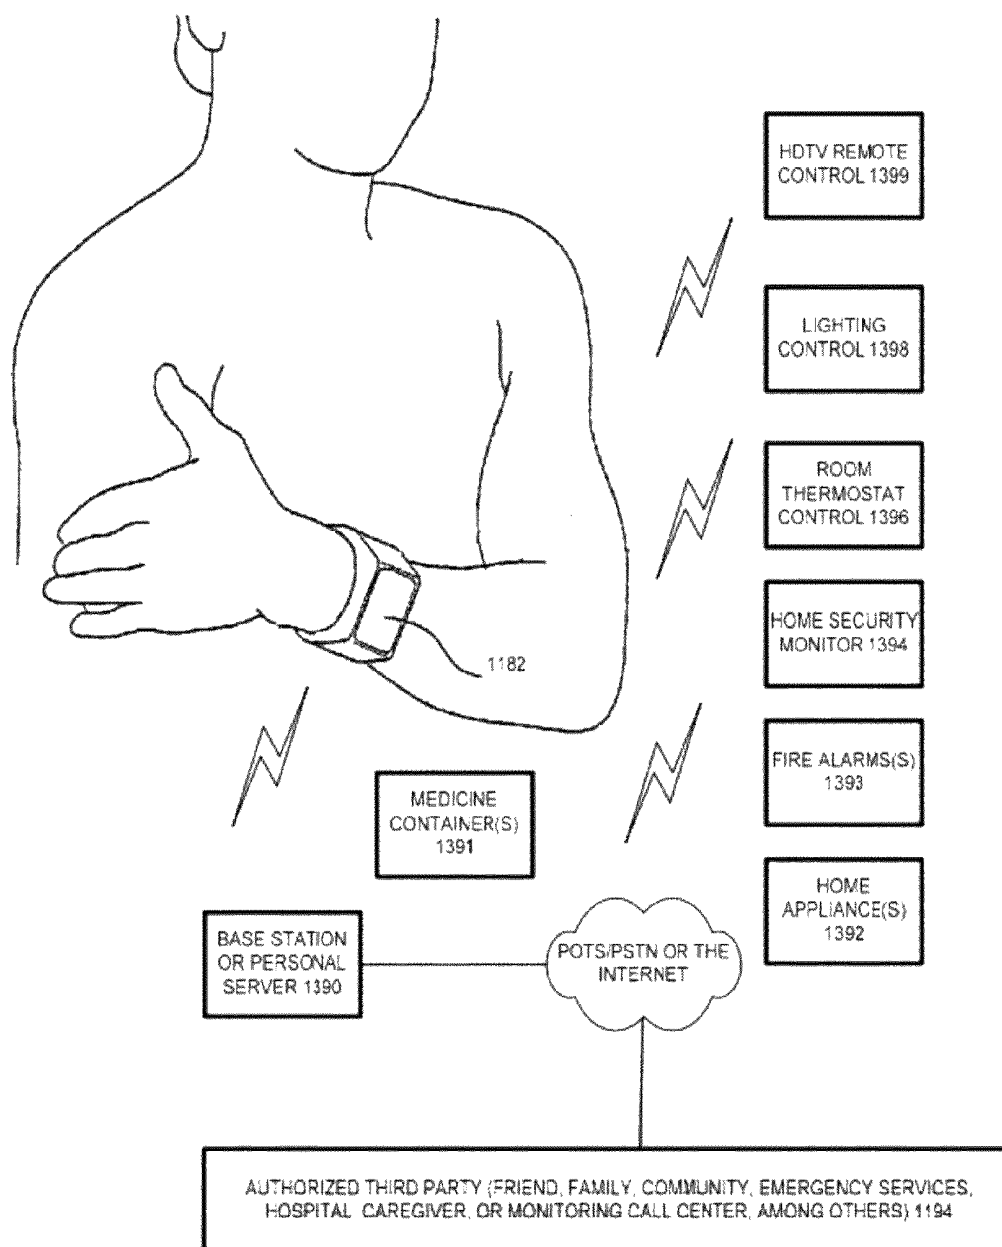 HDTV REMOTE
CONTROL 1399
LIGHTING
CONTROL 1398
ROOM
THERMOSTAT
CONTROL 1396
HOME SECURITY
MONITOR 1394
1182
FIRE ALARMS(S)
1393
MEDICINE
CONTAINER(S)
1391
HOME
APPLIANCE(S)
1392
BASE STATION
OR PERSONAL
SERVER 1390
POTS/PSTN OR THE
INTERNET
AUTHORIZED THIRD PARTY (FRIEND, FAMILY, COMMUNITY, EMERGENCY SERVICES,
HOSPITAL CAREGIVER, OR MONITORING CALL CENTER, AMONG OTHERS) 1194